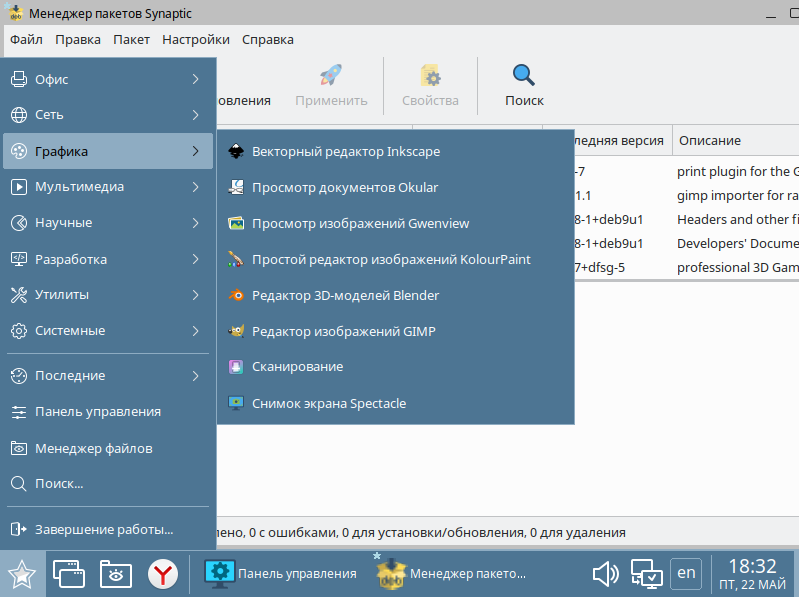 Менеджер пакетов Synaptic
Файл Правка Пакет Настройки Справка
Применить Свойства Поиск
Описание
Офис
Сеть
Графика
Мультимедиа
Научные
Разработка
Утилиты
Системные
Последние
Панель управления
Менеджер файлов
Поиск...
Завершение работы...
Векторный редактор Inkscape
Просмотр документов Okular
Просмотр изображений Gwenview
Простой редактор изображений KolourPaint
Редактор 3D-моделей Blender
Редактор изображений GIMP
Сканирование
Снимок экрана Spectacle
овления
ледняя версия
-7 print plugin for the G
1.1 gimp importer for ra
8-1+deb9u1 Headers and other fi
8-1+deb9u1 Developers' Docume
7+dfsg-5 professional 3D Gam
лено, 0 с ошибками, 0 для установки/обновления, 0 для удаления
Панель управления
Менеджер пакето...
en
18:32
ПТ, 22 МАЙ